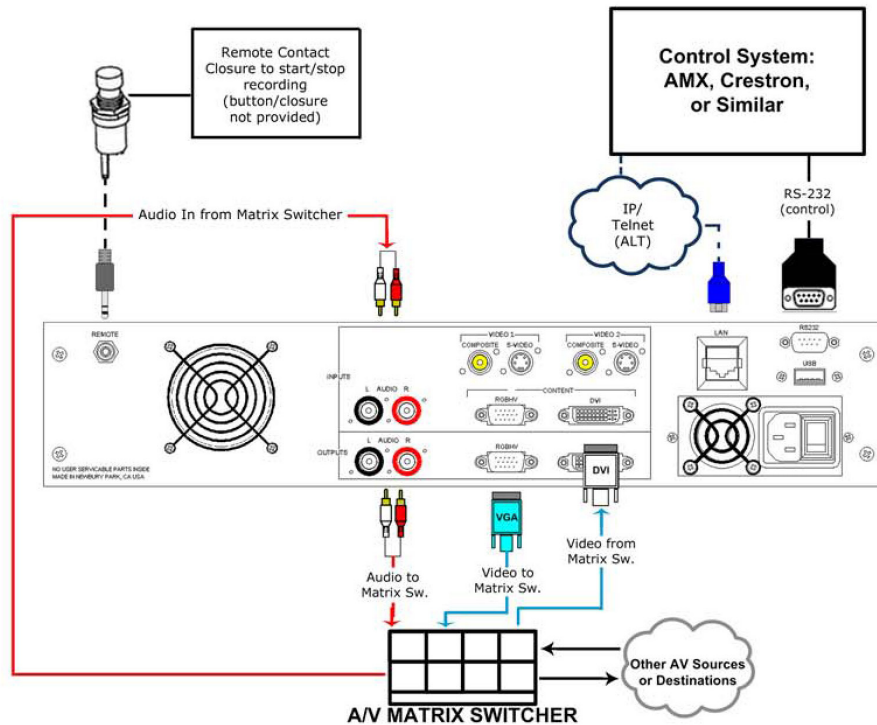 Remote Contact
Closure to start/stop
recording
(button/closure
not provided)
Control System:
AMX, Crestron,
or Similar
IP/
Telnet
(ALT)
RS-232
(control)
Audio In from Matrix Switcher
REMOTE
VIDEO 1
COMPOSITE S-VIDEO
VIDEO 2
COMPOSITE S-VIDEO
LAN
RS232
USB
INPUTS
L AUDIO R
CONTENT
RGBHV
DVI
OUTPUTS
L AUDIO R
RGBHV
DVI
NO USER SERVICABLE PARTS INSIDE
MADE IN NEWBURY PARK, CA USA
VGA
Audio to
Matrix Sw.
Video to
Matrix Sw.
Video from
Matrix Sw.
Other AV Sources
or Destinations
A/V MATRIX SWITCHER